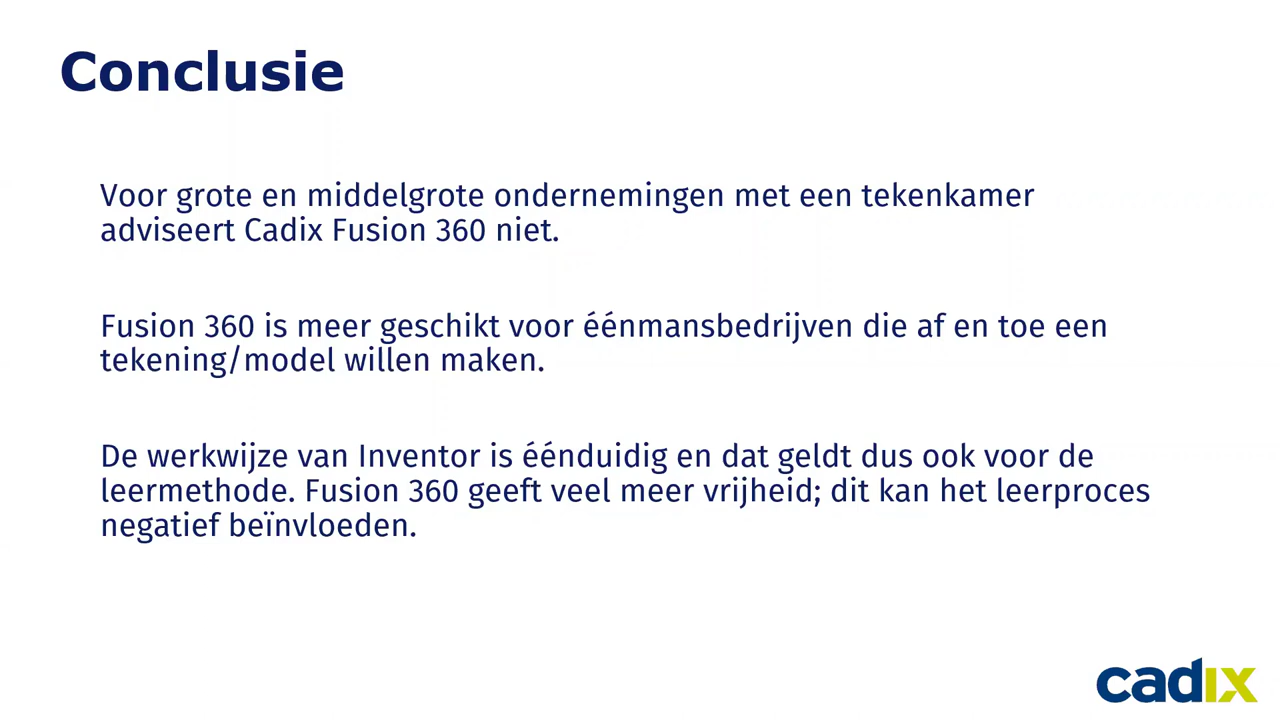 Conclusie
Voor grote en middelgrote ondernemingen met een tekenkamer
adviseert Cadix Fusion 360 niet.
Fusion 360 is meer geschikt voor éénmansbedrijven die af en toe een
tekening/model willen maken.
De werkwijze van Inventor is éénduidig en dat geldt dus ook voor de
leermethode. Fusion 360 geeft veel meer vrijheid; dit kan het leerproces
negatief beïnvloeden.
cadix